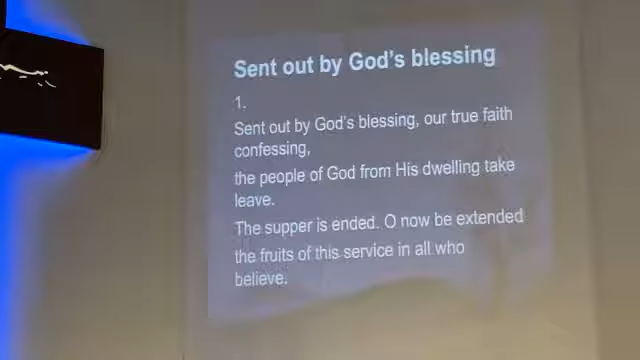 Sent out by God's blessing
1.
Sent out by God's blessing, our true faith
confessing,
the people of God from His dwelling take
leave.
The supper is ended. O now be extended
the fruits of this service in all who
believe.